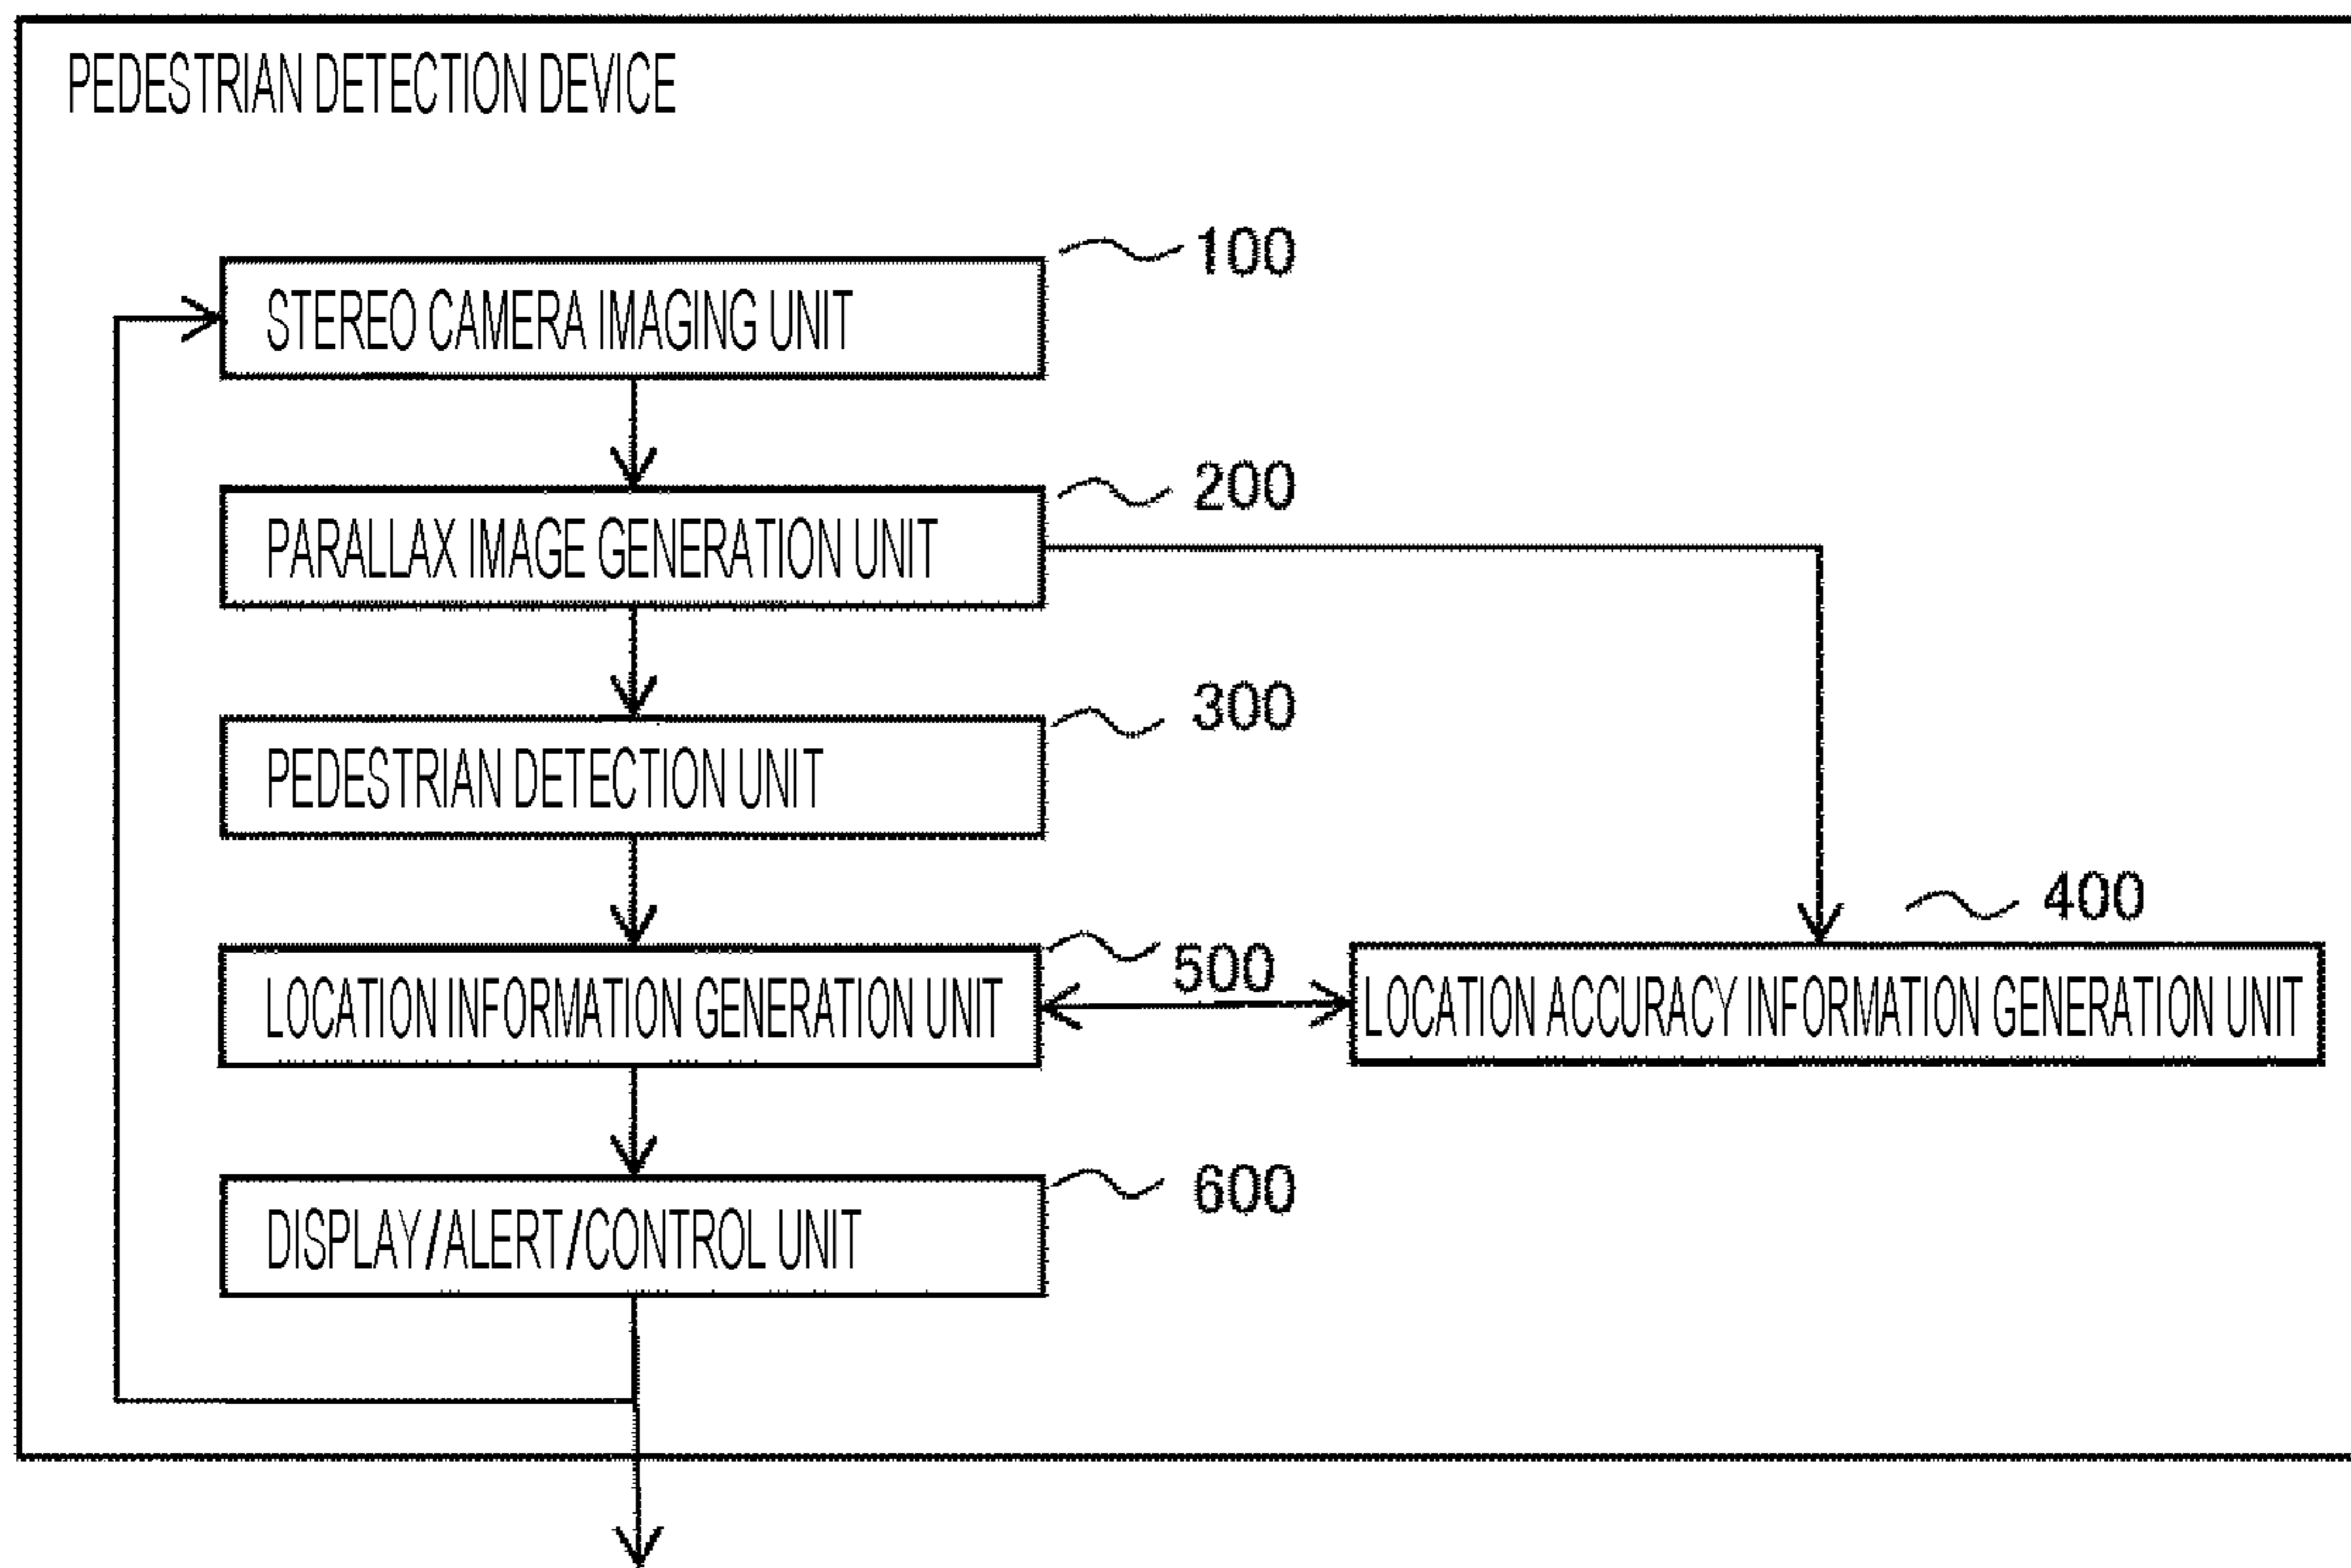 PEDESTRIAN DETECTION DEVICE
100
STEREO CAMERA IMAGING UNIT
200
PARALLAX IMAGE GENERATION UNIT
300
PEDESTRIAN DETECTION UNIT
400
500
LOCATION INFORMATION GENERATION UNIT
LOCATION ACCURACY INFORMATION GENERATION UNIT
600
DISPLAY/ALERT/CONTROL UNIT